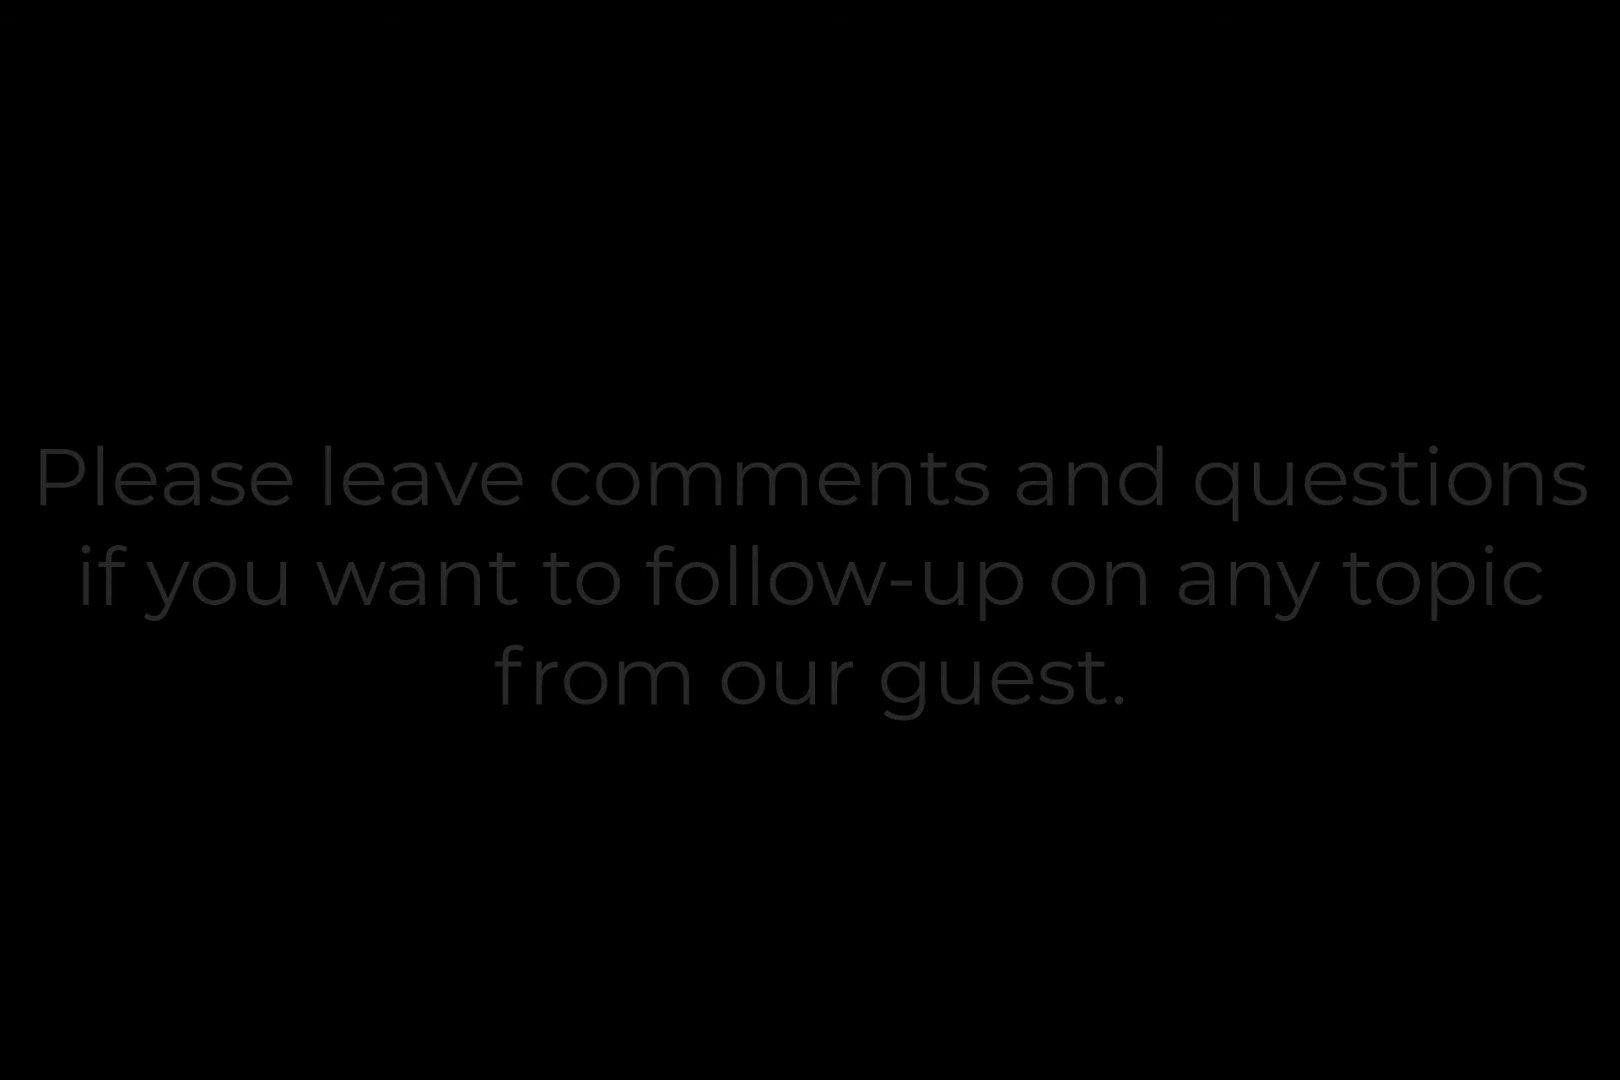 Please leave comments and questions
if you want to follow-up on any topic
from our guest.